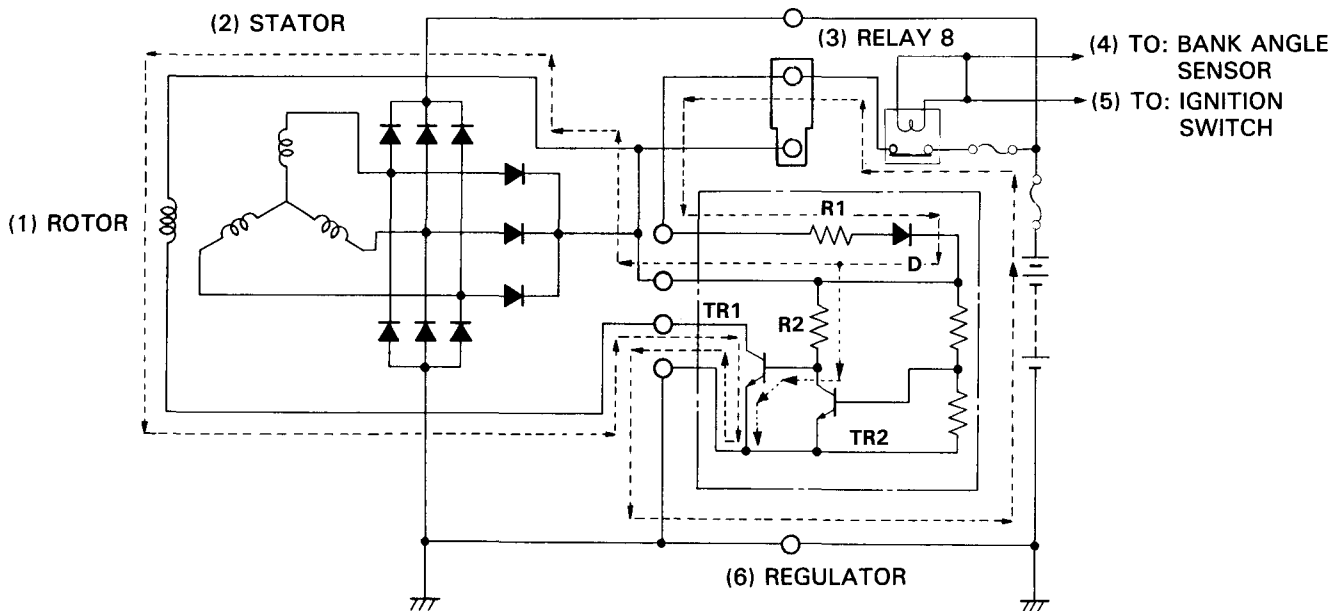 (2) STATOR
(3) RELAY 8
(4) TO: BANK ANGLE
SENSOR
(5) TO: IGNITION
SWITCH
(1) ROTOR
R1
D
TR1
R2
TR2
(6) REGULATOR